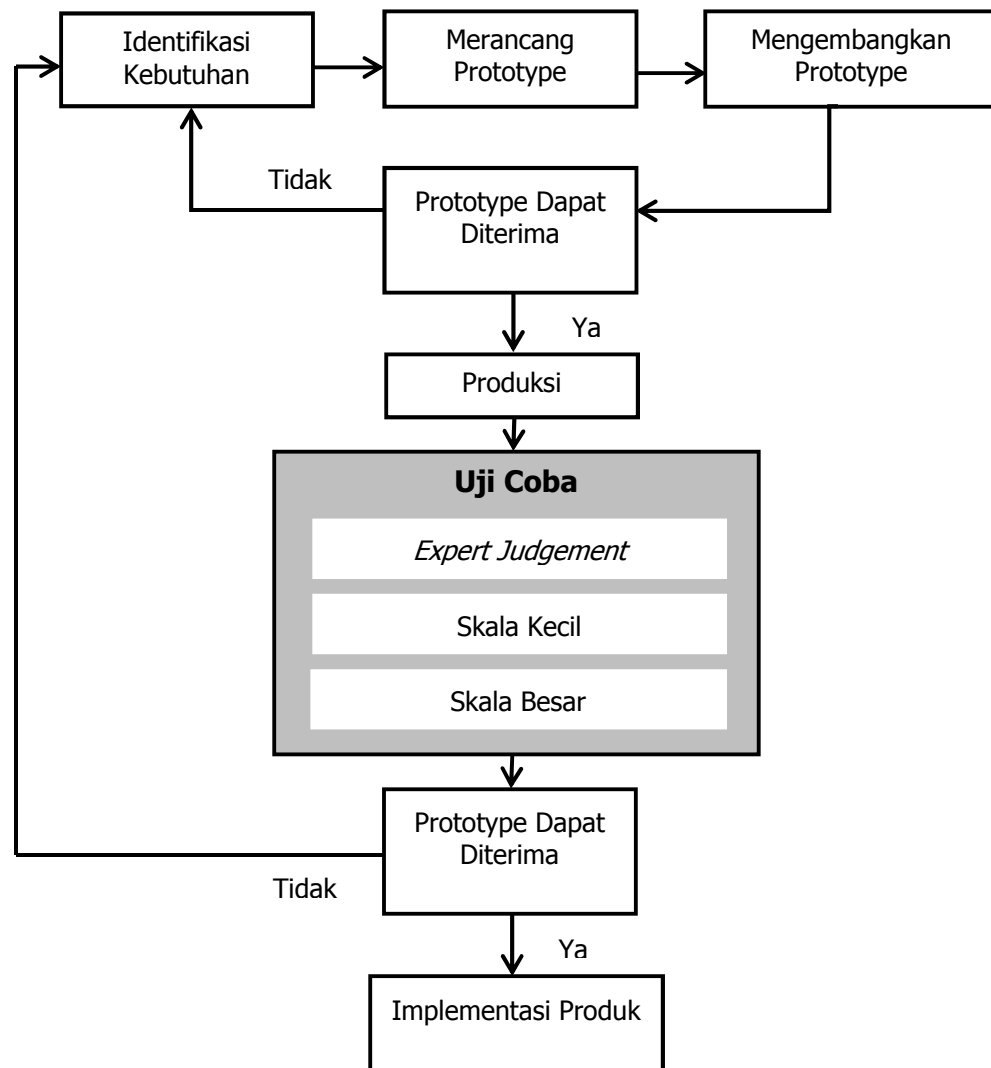 Identifikasi
Kebutuhan
Merancang
Prototype
Mengembangkan
Prototype
Tidak
Prototype Dapat
Diterima
Ya
Produksi
Uji Coba
Expert Judgement
Skala Kecil
Skala Besar
Prototype Dapat
Diterima
Tidak
Ya
Implementasi Produk